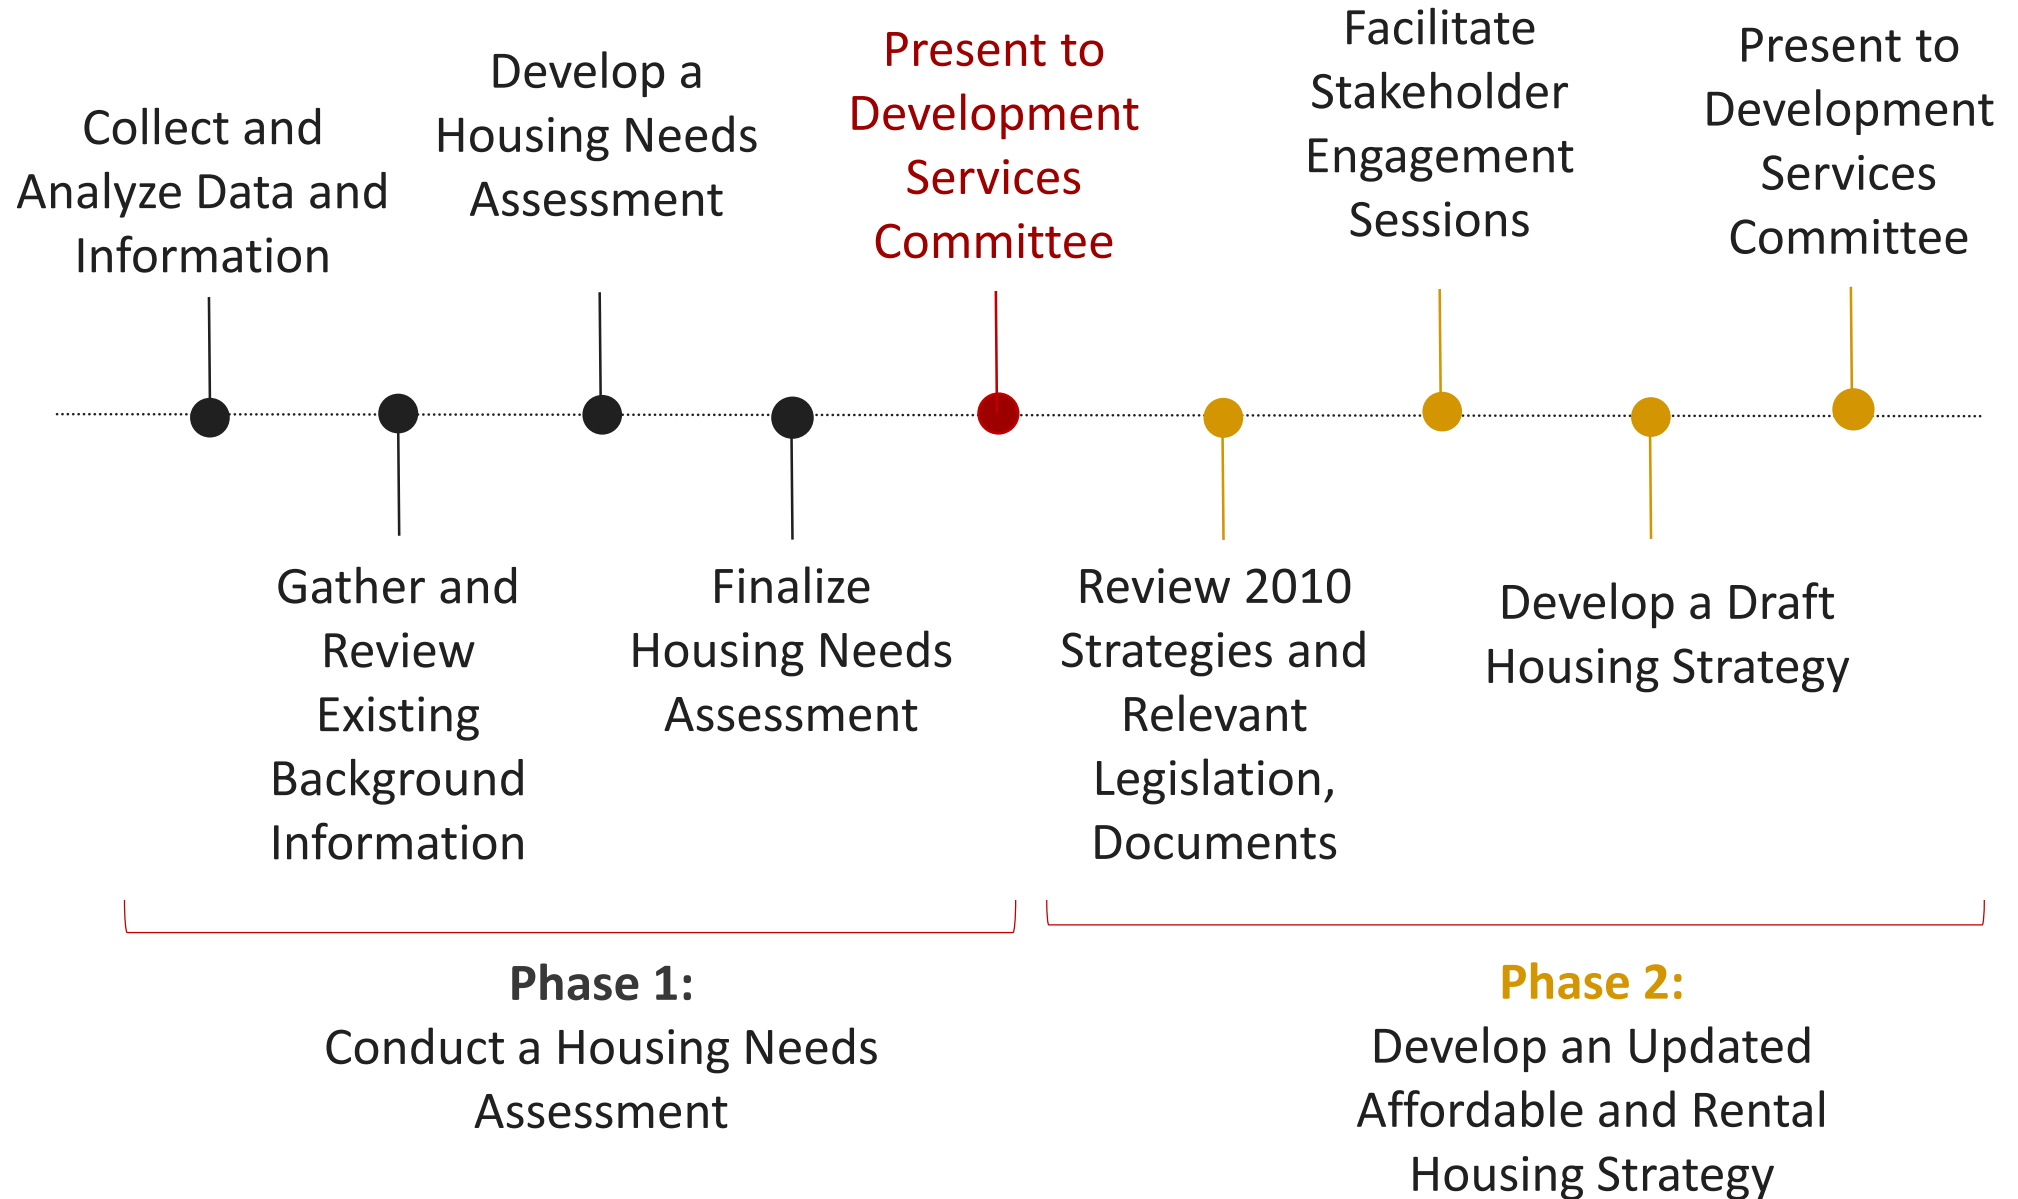 Collect and
Analyze Data and
Information
Develop a
Housing Needs
Assessment
Present to
Development
Services
Committee
Facilitate
Stakeholder
Engagement
Sessions
Present to
Development
Services
Committee
Gather and
Review
Existing
Background
Information
Finalize
Housing Needs
Assessment
Review 2010
Strategies and
Relevant
Legislation,
Documents
Develop a Draft
Housing Strategy
Phase 1:
Conduct a Housing Needs
Assessment
Phase 2:
Develop an Updated
Affordable and Rental
Housing Strategy